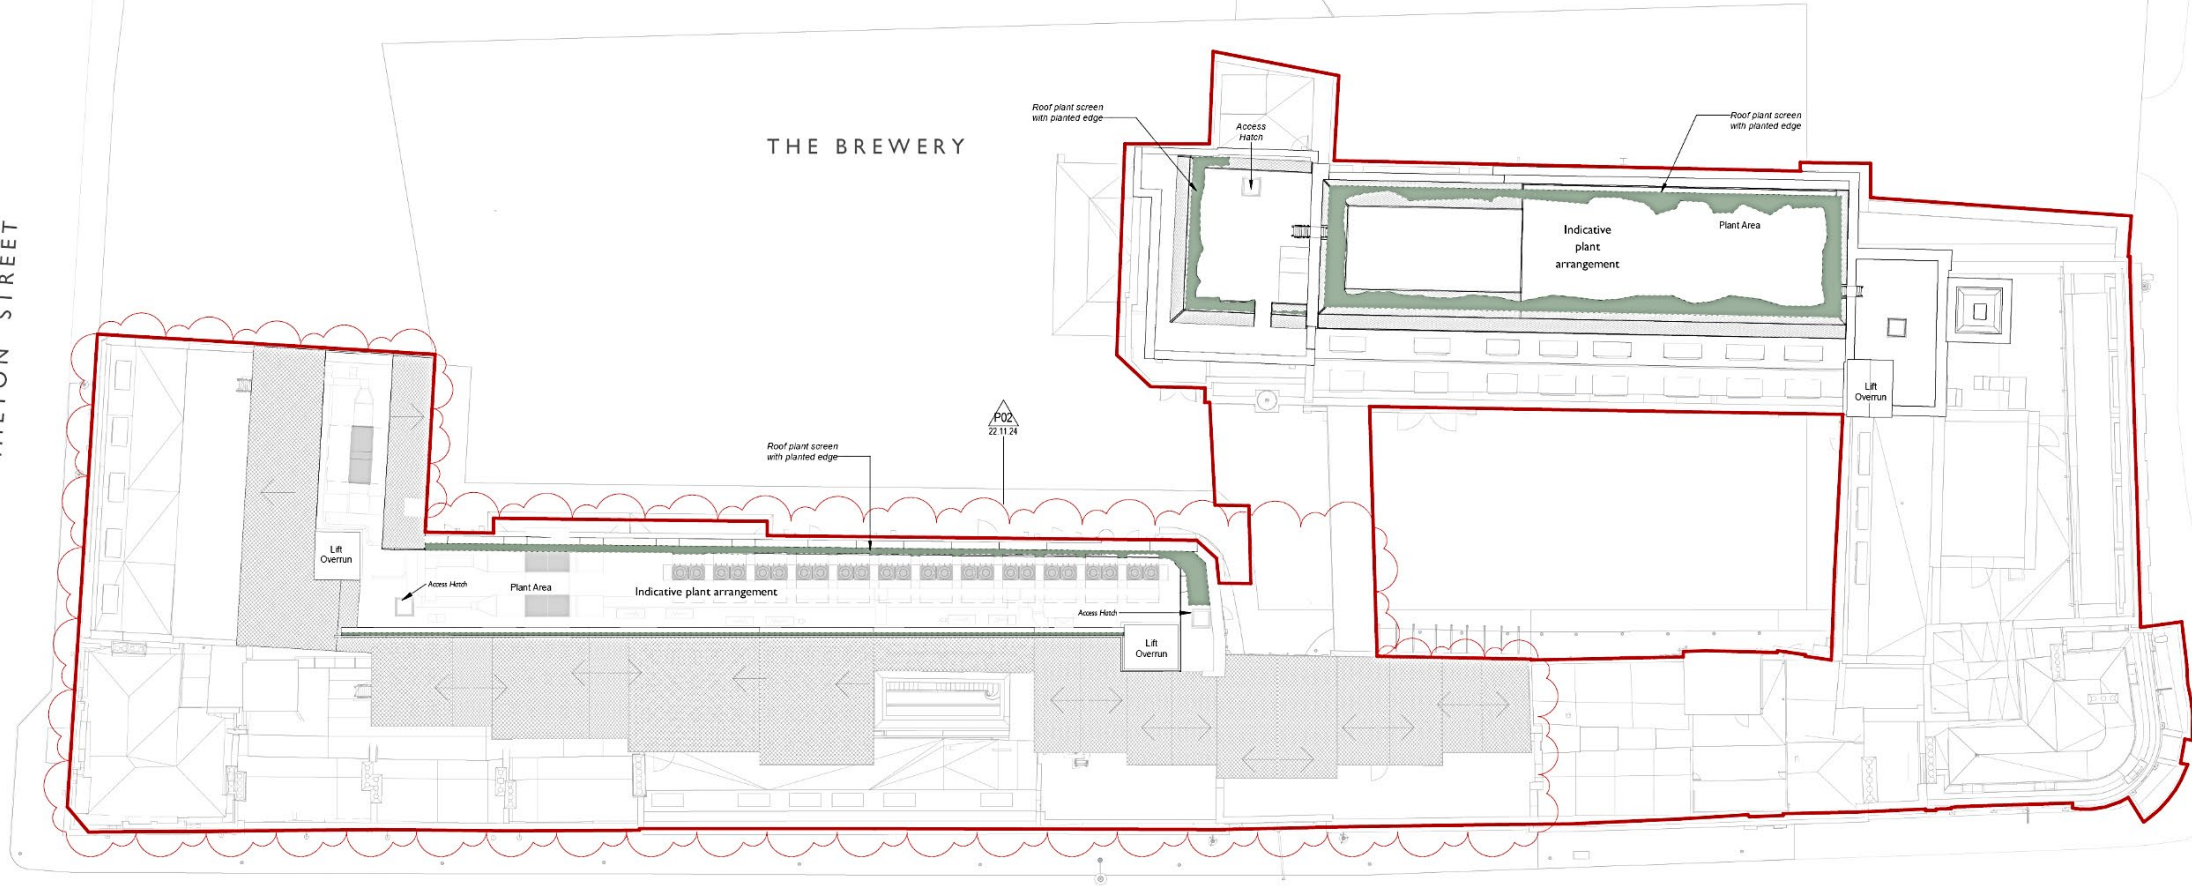 THE BREWERY
Roof plant screen
with planted edge
Access
Hatch
Roof plant screen
with planted edge
Indicative
plant
arrangement
Plant Area
Lift
Overrun
STREET
P02
22.11.24
Roof plant screen
with planted edge
Lift
Overrun
Access Hatch
Plant Area
Indicative plant arrangement
Access Hatch
Lift
Overrun